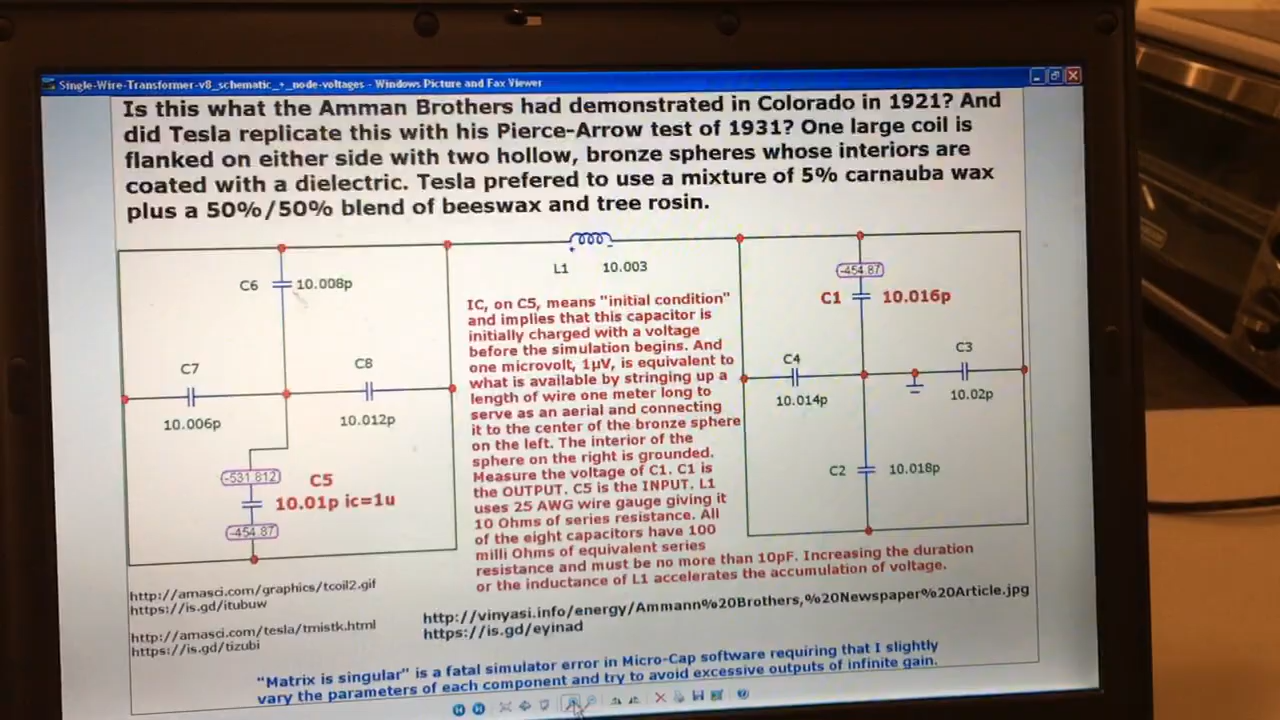 Single-Wire-Transformer-v8_schematic_+_node-voltages - Windows Picture and Fax Viewer
Is this what the Amman Brothers had demonstrated in Colorado in 1921? And
did Tesla replicate this with his Pierce-Arrow test of 1931? One large coil is
flanked on either side with two hollow, bronze spheres whose interiors are
coated with a dielectric. Tesla prefered to use a mixture of 5% carnauba wax
plus a 50%/50% blend of beeswax and tree rosin.
L1 10.003
C6 10.008p
C7
10.006p
C8
10.012p
-531.812
C5
10.01p ic=1u
-454.87
IC, on C5, means "initial condition"
and implies that this capacitor is
initially charged with a voltage
before the simulation begins. And
one microvolt, 1µV, is equivalent to
what is available by stringing up a
length of wire one meter long to
serve as an aerial and connecting
it to the center of the bronze sphere
on the left. The interior of the
sphere on the right is grounded.
Measure the voltage of C1. C1 is
the OUTPUT. C5 is the INPUT. L1
uses 25 AWG wire gauge giving it
10 Ohms of series resistance. All
of the eight capacitors have 100
milli Ohms of equivalent series
resistance and must be no more than 10pF. Increasing the duration
or the inductance of L1 accelerates the accumulation of voltage.
-454.87
C1 10.016p
C4
10.014p
C3
10.02p
C2 10.018p
http://amasci.com/graphics/tcoil2.gif
https://is.gd/itubuw
http://amasci.com/tesla/tmistk.html
https://is.gd/tizubi
http://vinyasi.info/energy/Ammann%20Brothers,%20Newspaper%20Article.jpg
https://is.gd/eyinad
"Matrix is singular" is a fatal simulator error in Micro-Cap software requiring that I slightly
vary the parameters of each component and try to avoid excessive outputs of infinite gain.